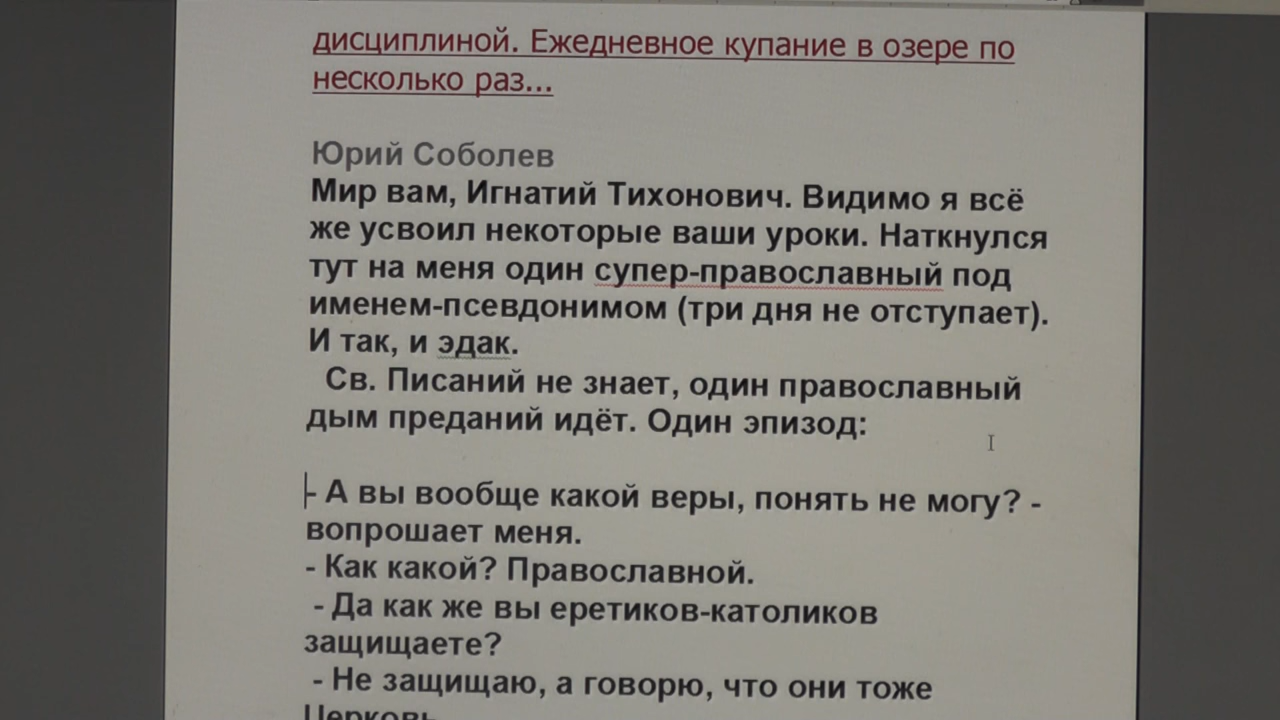 дисциплиной. Ежедневное купание в озере по
несколько раз...
Юрий Соболев
Мир вам, Игнатий Тихонович. Видимо я всё
же усвоил некоторые ваши уроки. Наткнулся
тут на меня один супер-православный под
именем-псевдонимом (три дня не отступает).
И так, и эдак.
Св. Писаний не знает, один православный
дым преданий идёт. Один эпизод:
- А вы вообще какой веры, понять не могу? -
вопрошает меня.
- Как какой? Православной.
- Да как же вы еретиков-католиков
защищаете?
- Не защищаю, а говорю, что они тоже
Церковь